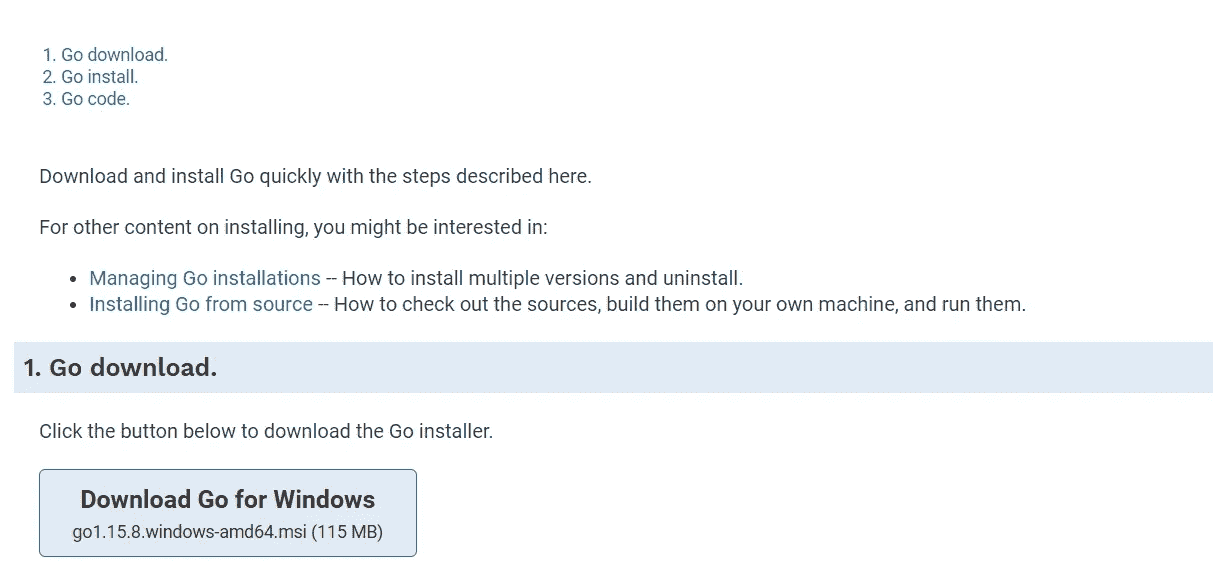 1. Go download.
2. Go install.
3. Go code.
Download and install Go quickly with the steps described here.
For other content on installing, you might be interested in:
• Managing Go installations -- How to install multiple versions and uninstall.
• Installing Go from source -- How to check out the sources, build them on your own machine, and run them.
1. Go download.
Click the button below to download the Go installer.
Download Go for Windows
go1.15.8.windows-amd64.msi (115 MB)